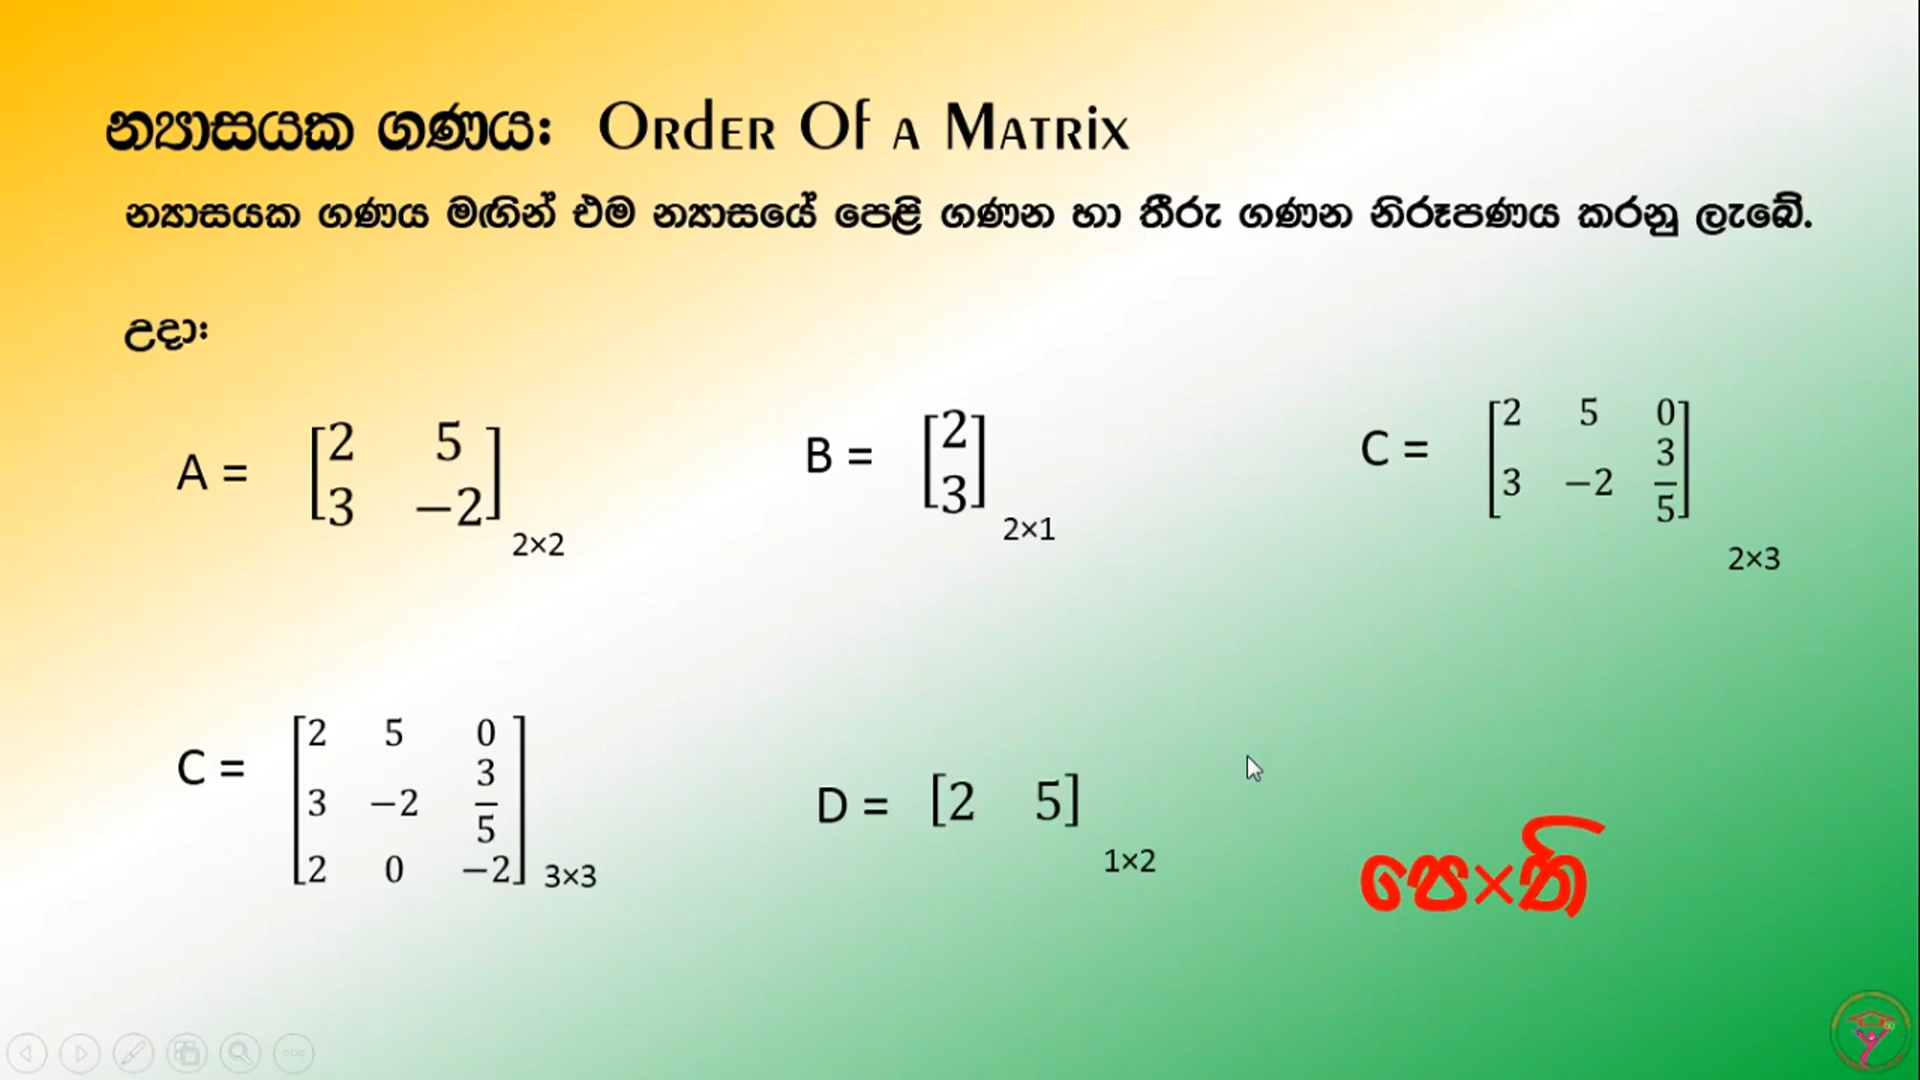 න්‍යාසයක ගණය: Order Of a Matrix
න්‍යාසයක ගණය මඟින් එම න්‍යාසයේ පෙළි ගණන හා තීරු ගණන නිරූපණය කරනු ලැබේ.
උදා:
A = [2 5
3 −2] 2×2
B = [2
3] 2×1
C = [2 5 0
3 −2 3/5] 2×3
C = [2 5 0
3 −2 3/5
2 0 −2] 3×3
D = [2 5] 1×2
පෙ×ති